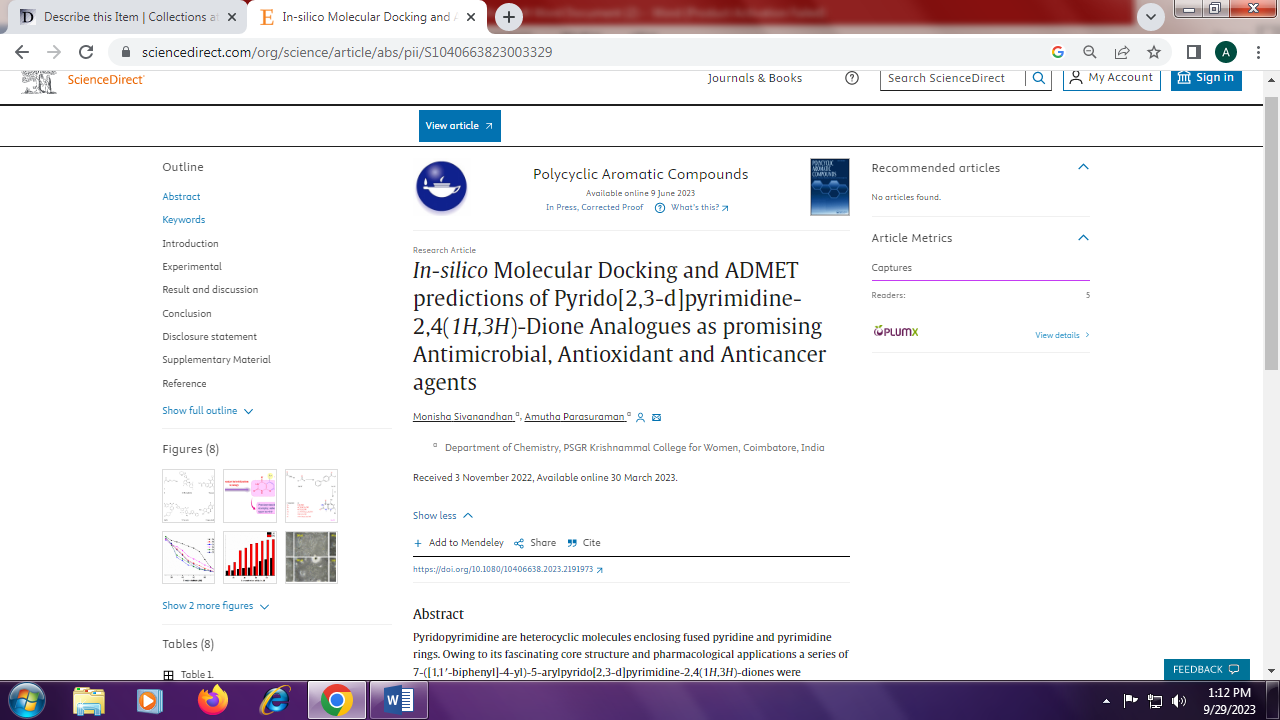 Describe this Item | Collections at
In-silico Molecular Docking and A
sciencedirect.com/org/science/article/abs/pii/S1040663823003329
A
ScienceDirect
Journals & Books
Search ScienceDirect
My Account
Sign in
View article
Outline
Abstract
Keywords
Introduction
Experimental
Result and discussion
Conclusion
Disclosure statement
Supplementary Material
Reference
Show full outline
Figures (8)
Show 2 more figures
Tables (8)
Table 1.
Polycyclic Aromatic Compounds
Available online 9 June 2023
In Press, Corrected Proof What's this?
POLYCYCLIC
AROMATIC
COMPOUNDS
Research Article
In-silico Molecular Docking and ADMET
predictions of Pyrido[2,3-d]pyrimidine-
2,4(1H,3H)-Dione Analogues as promising
Antimicrobial, Antioxidant and Anticancer
agents
Monisha Sivanandhan a, Amutha Parasuraman a
a Department of Chemistry, PSGR Krishnammal College for Women, Coimbatore, India
Received 3 November 2022, Available online 30 March 2023.
Show less
Add to Mendeley Share Cite
https://doi.org/10.1080/10406638.2023.2191973
Abstract
Pyridopyrimidine are heterocyclic molecules enclosing fused pyridine and pyrimidine
rings. Owing to its fascinating core structure and pharmacological applications a series of
7-([1,1′-biphenyl]-4-yl)-5-arylpyrido[2,3-d]pyrimidine-2,4(1H,3H)-diones were
Recommended articles
No articles found.
Article Metrics
Captures
Readers: 5
PLUMX
View details
FEEDBACK
1:12 PM
9/29/2023